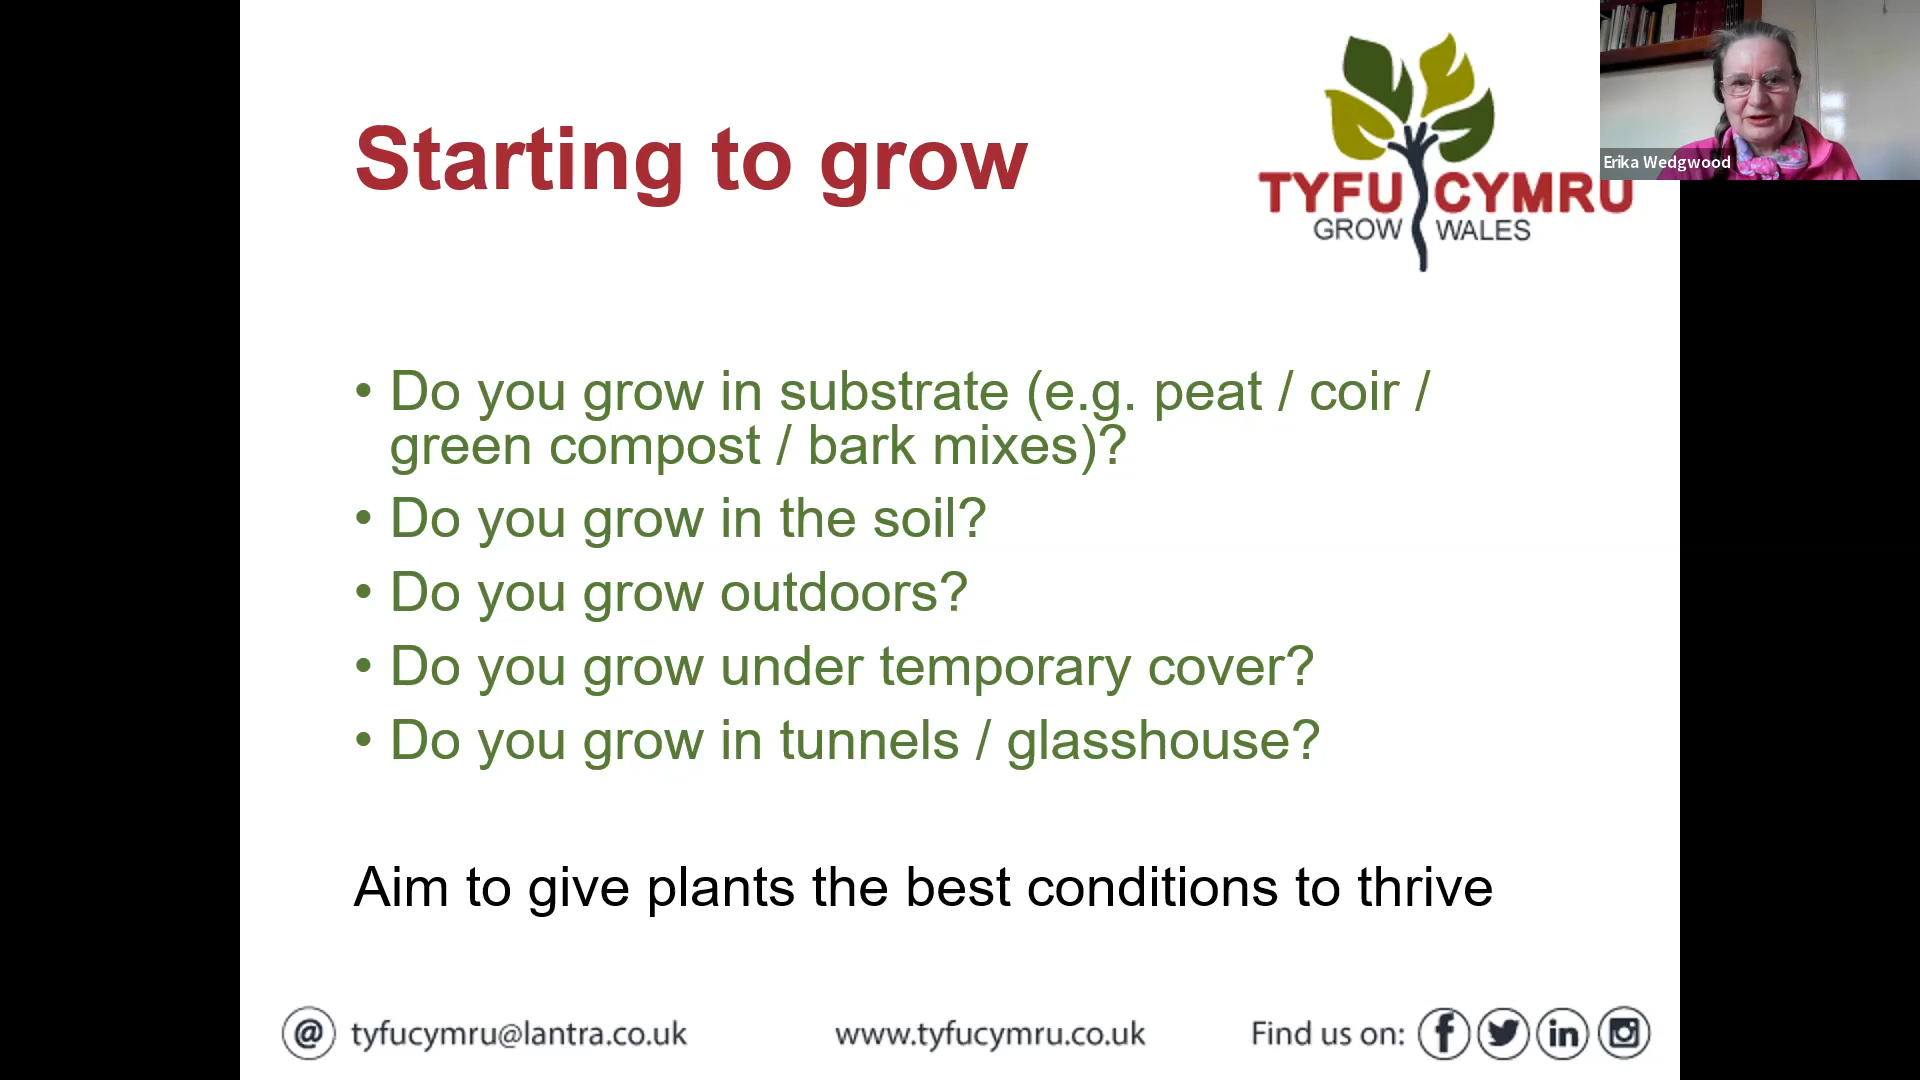 Starting to grow
TYFU CYMRU
GROW WALES
Erika Wedgwood
• Do you grow in substrate (e.g. peat / coir /
green compost / bark mixes)?
• Do you grow in the soil?
• Do you grow outdoors?
• Do you grow under temporary cover?
• Do you grow in tunnels / glasshouse?
Aim to give plants the best conditions to thrive
@ tyfucymru@lantra.co.uk www.tyfucymru.co.uk Find us on: f in